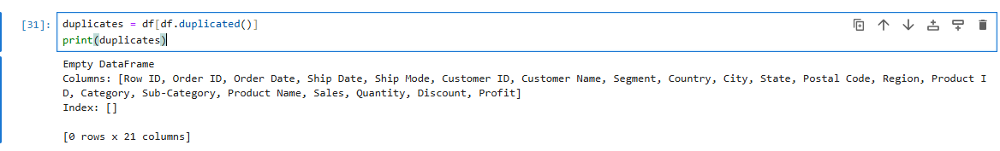 [31]: duplicates = df[df.duplicated()]
print(duplicates)
Empty DataFrame
Columns: [Row ID, Order ID, Order Date, Ship Date, Ship Mode, Customer ID, Customer Name, Segment, Country, City, State, Postal Code, Region, Product I
D, Category, Sub-Category, Product Name, Sales, Quantity, Discount, Profit]
Index: []
[0 rows x 21 columns]